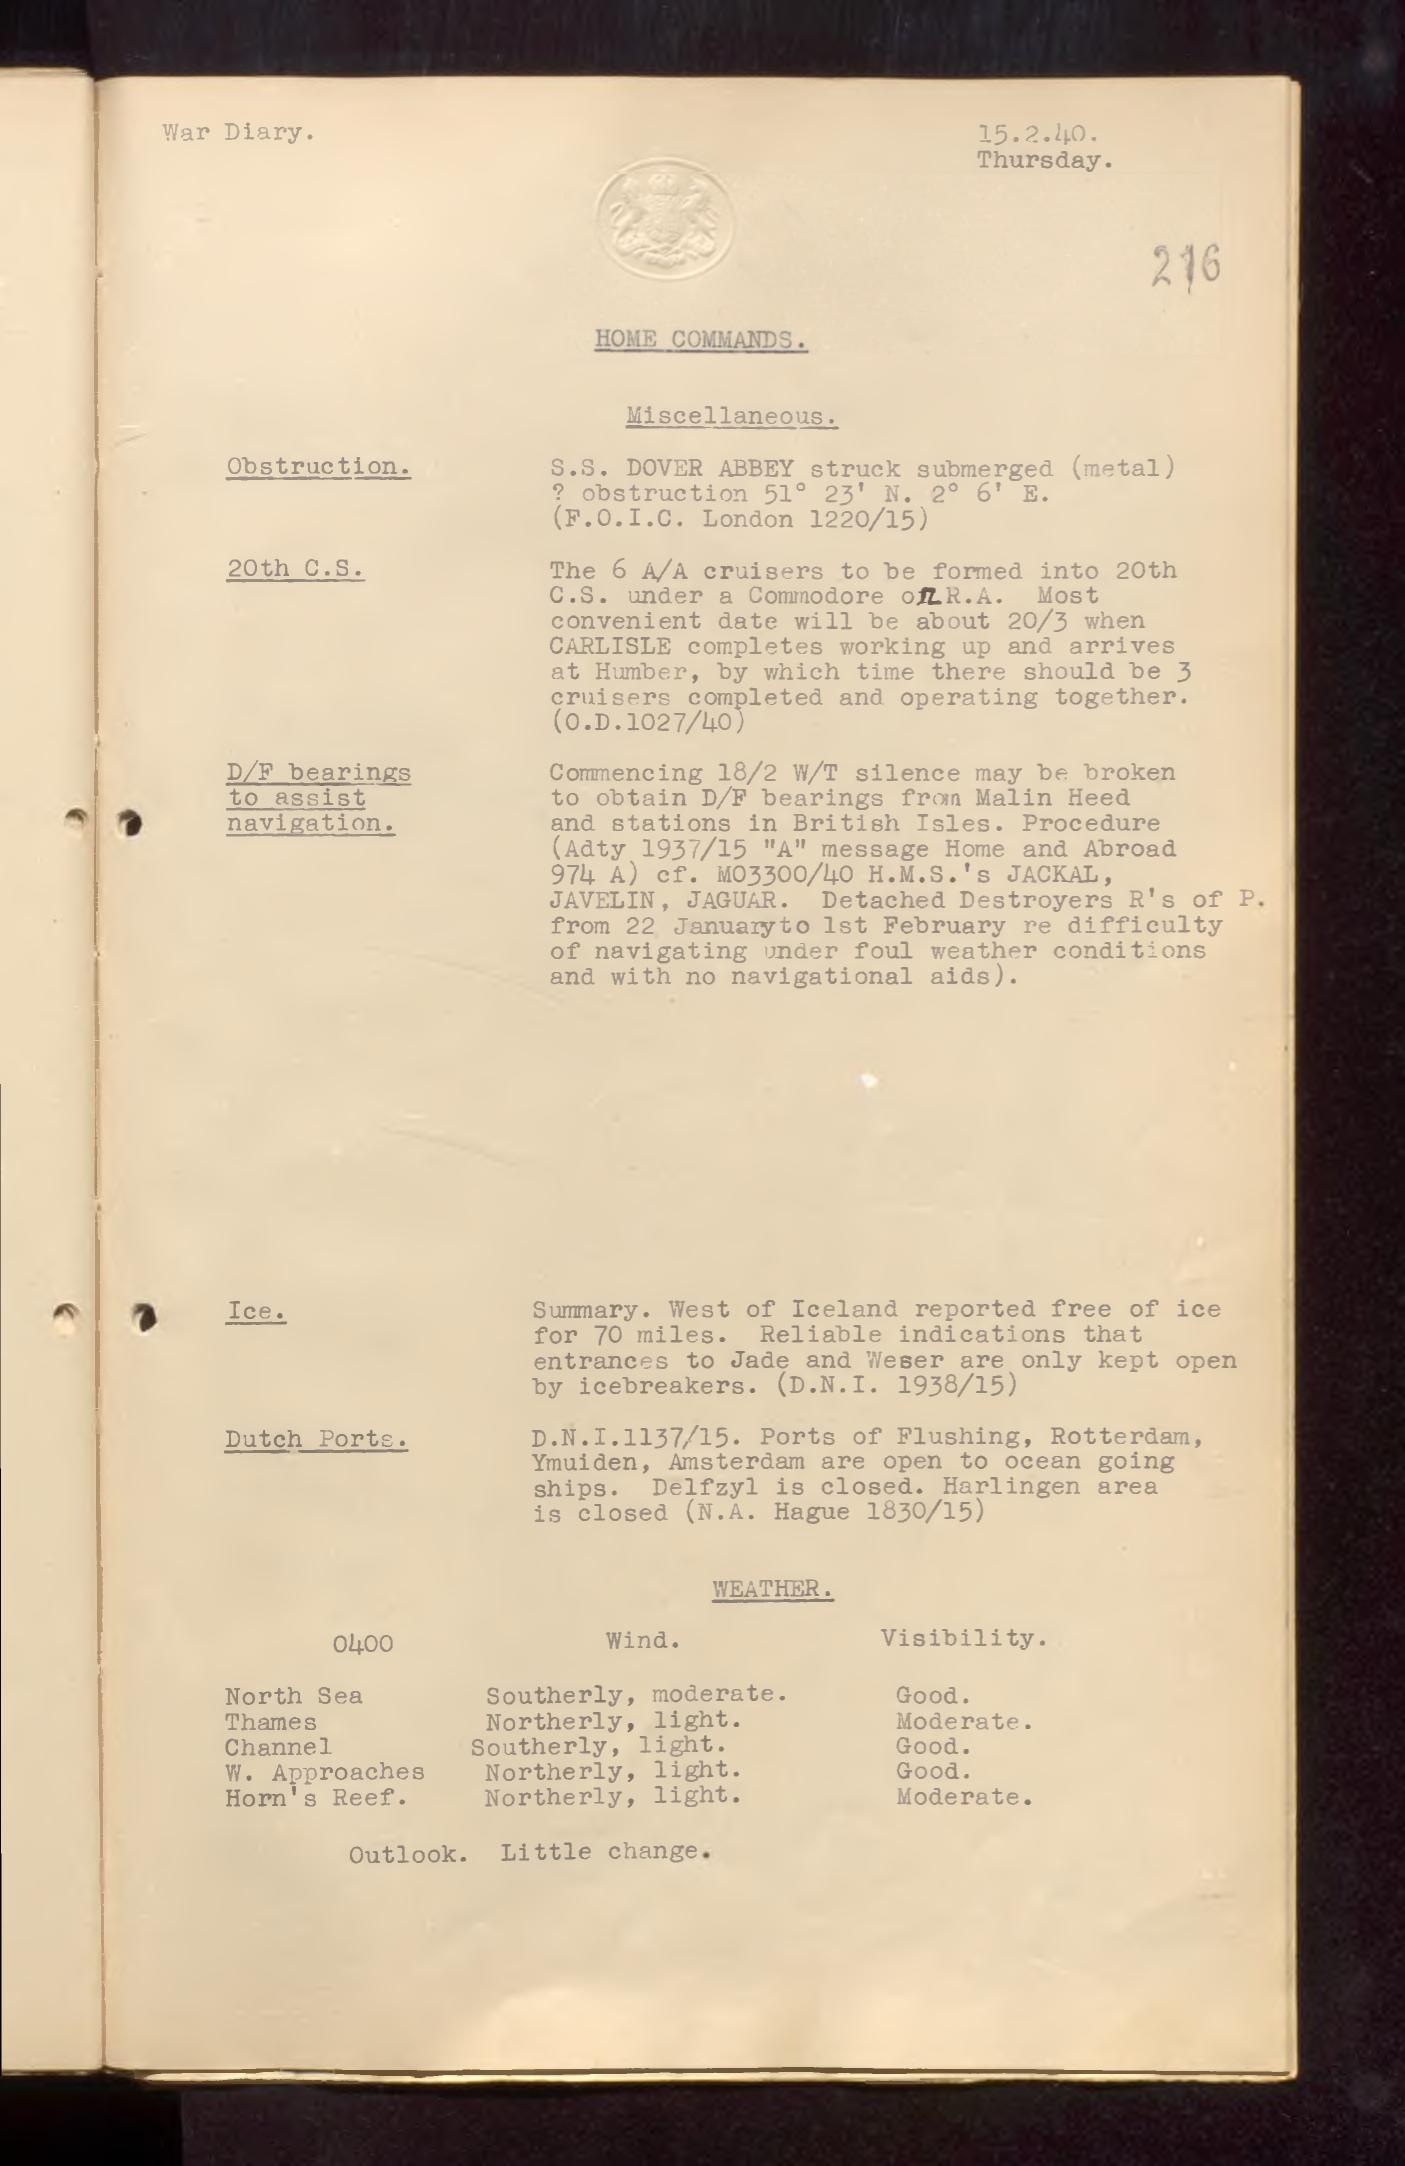 War Diary.
15.2.40.
Thursday.
216
HOME COMMANDS.
Miscellaneous.
Obstruction.
S.S. DOVER ABBEY struck submerged (metal)
? obstruction 51° 23' N. 2° 6' E.
(F.O.I.C. London 1220/15)
20th C.S.
The 6 A/A cruisers to be formed into 20th
C.S. under a Commodore or R.A. Most
convenient date will be about 20/3 when
CARLISLE completes working up and arrives
at Humber, by which time there should be 3
cruisers completed and operating together.
(O.D.1027/40)
D/F bearings
to assist
navigation.
Commencing 18/2 W/T silence may be broken
to obtain D/F bearings from Malin Heed
and stations in British Isles. Procedure
(Adty 1937/15 "A" message Home and Abroad
974 A) cf. M03300/40 H.M.S.'s JACKAL,
JAVELIN, JAGUAR. Detached Destroyers R's of P.
from 22 January to 1st February re difficulty
of navigating under foul weather conditions
and with no navigational aids).
Ice.
Summary. West of Iceland reported free of ice
for 70 miles. Reliable indications that
entrances to Jade and Weser are only kept open
by icebreakers. (D.N.I. 1938/15)
Dutch Ports.
D.N.I.1137/15. Ports of Flushing, Rotterdam,
Ymuiden, Amsterdam are open to ocean going
ships. Delfzyl is closed. Harlingen area
is closed (N.A. Hague 1830/15)
WEATHER.
0400 Wind. Visibility.
North Sea Southerly, moderate. Good.
Thames Northerly, light. Moderate.
Channel Southerly, light. Good.
W. Approaches Northerly, light. Good.
Horn's Reef. Northerly, light. Moderate.
Outlook. Little change.